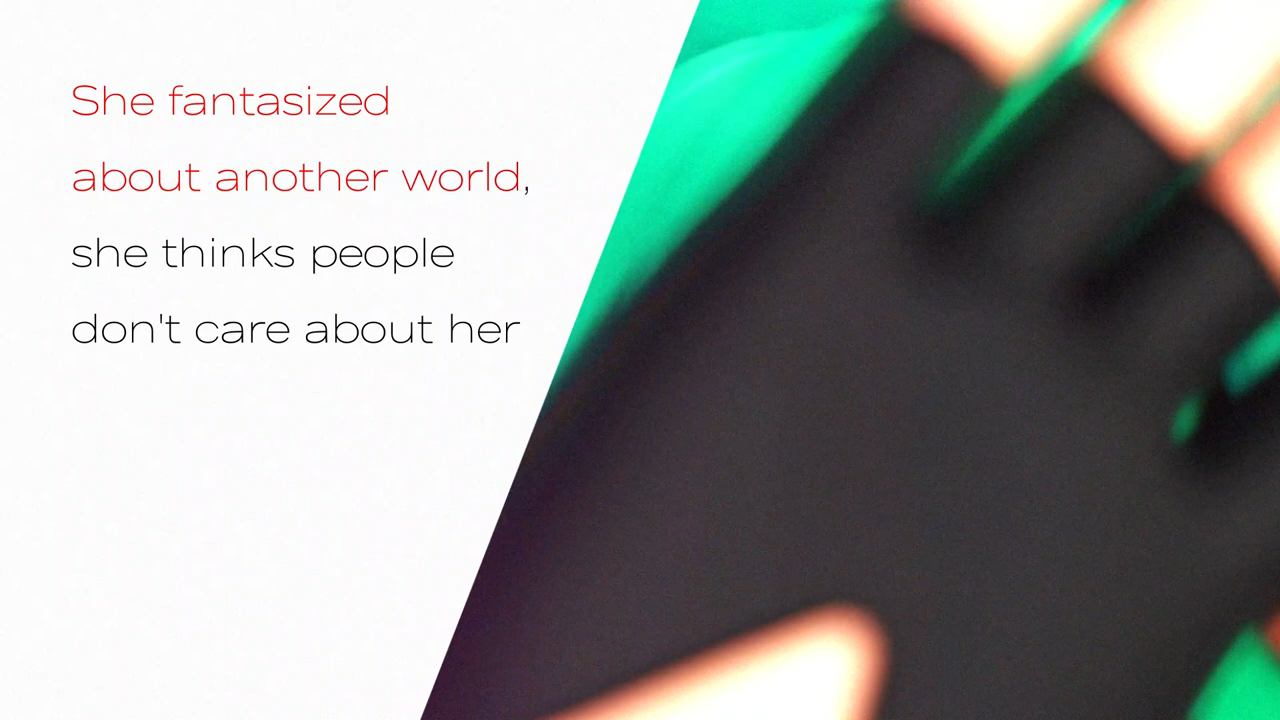 She fantasized
about another world,
she thinks people
don't care about her